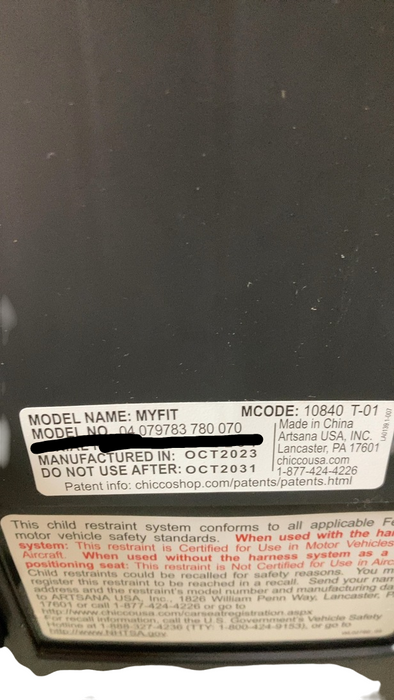 MODEL NAME: MYFIT MCODE: 10840 T-01
MODEL NO. 04 079783 780 070 Made in China
Artsana USA, INC.
MANUFACTURED IN: OCT2023 Lancaster, PA 17601
DO NOT USE AFTER: OCT2031 chiccousa.com
1-877-424-4226
Patent info: chiccoshop.com/patents/patents.html
This child restraint system conforms to all applicable
motor vehicle safety standards. When used with the
system: This restraint is Certified for Use in Motor Vehicles
Aircraft. When used without the harness system as a
positioning seat: This restraint is Not Certified for Use in
Child restraints could be recalled for safety reasons. You
register this restraint to be reached in a recall. Send your
address and the restraint's model number and manufacturing
to ARTSANA USA, Inc., 1826 William Penn Way, Lancaster,
17601 or call 1-877-424-4226 or go to
http://www.chiccousa.com/carseatregistration.aspx
For recall information, call the U.S. Government's Vehicle Safety
Hotline at 1-888-327-4236 (TTY: 1-800-424-9153), or go to
http://www.NHTSA.gov